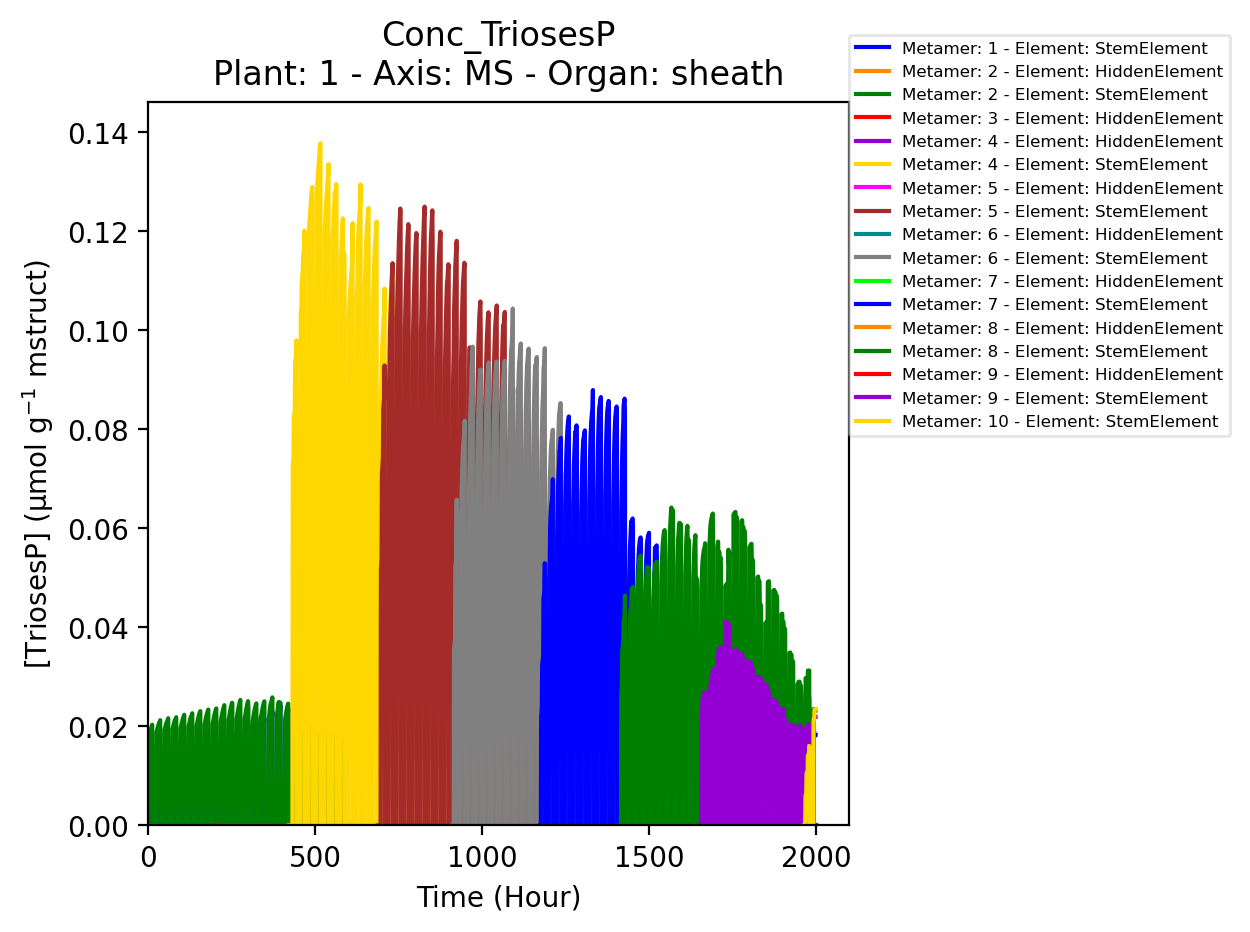 Conc_TriosesP
Plant: 1 - Axis: MS - Organ: sheath
[TriosesP] (µmol g⁻¹ mstruct)
0.14
0.12
0.10
0.08
0.06
0.04
0.02
0.00
0
500
1000
1500
2000
Time (Hour)
Metamer: 1 - Element: StemElement
Metamer: 2 - Element: HiddenElement
Metamer: 2 - Element: StemElement
Metamer: 3 - Element: HiddenElement
Metamer: 4 - Element: HiddenElement
Metamer: 4 - Element: StemElement
Metamer: 5 - Element: HiddenElement
Metamer: 5 - Element: StemElement
Metamer: 6 - Element: HiddenElement
Metamer: 6 - Element: StemElement
Metamer: 7 - Element: HiddenElement
Metamer: 7 - Element: StemElement
Metamer: 8 - Element: HiddenElement
Metamer: 8 - Element: StemElement
Metamer: 9 - Element: HiddenElement
Metamer: 9 - Element: StemElement
Metamer: 10 - Element: StemElement